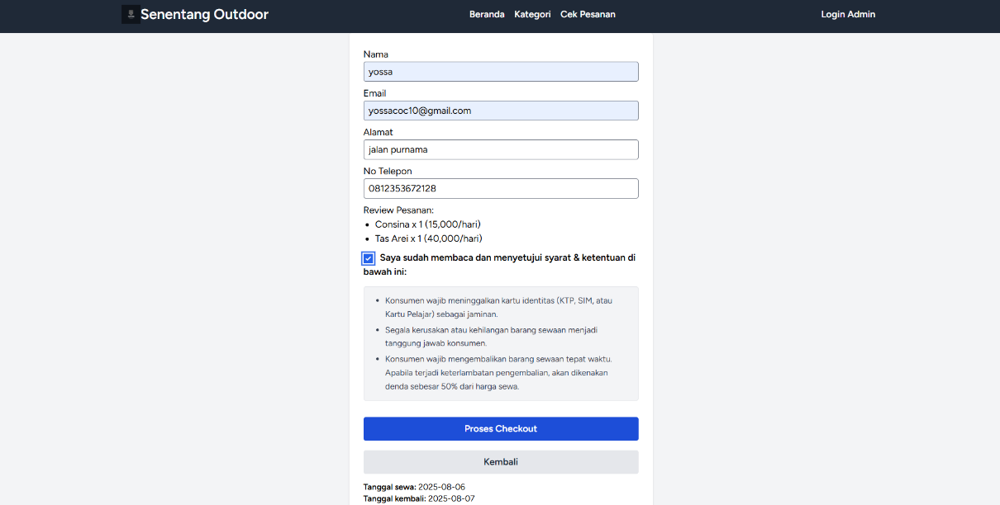 Senentang Outdoor Beranda Kategori Cek Pesanan Login Admin
Nama
yossa
Email
yossacoc10@gmail.com
Alamat
jalan purnama
No Telepon
0812353672128
Review Pesanan:
• Consina x 1 (15,000/hari)
• Tas Arei x 1 (40,000/hari)
Saya sudah membaca dan menyetujui syarat & ketentuan di
bawah ini:
• Konsumen wajib meninggalkan kartu identitas (KTP, SIM, atau
Kartu Pelajar) sebagai jaminan.
• Segala kerusakan atau kehilangan barang sewaan menjadi
tanggung jawab konsumen.
• Konsumen wajib mengembalikan barang sewaan tepat waktu.
Apabila terjadi keterlambatan pengembalian, akan dikenakan
denda sebesar 50% dari harga sewa.
Proses Checkout
Kembali
Tanggal sewa: 2025-08-06
Tanggal kembali: 2025-08-07